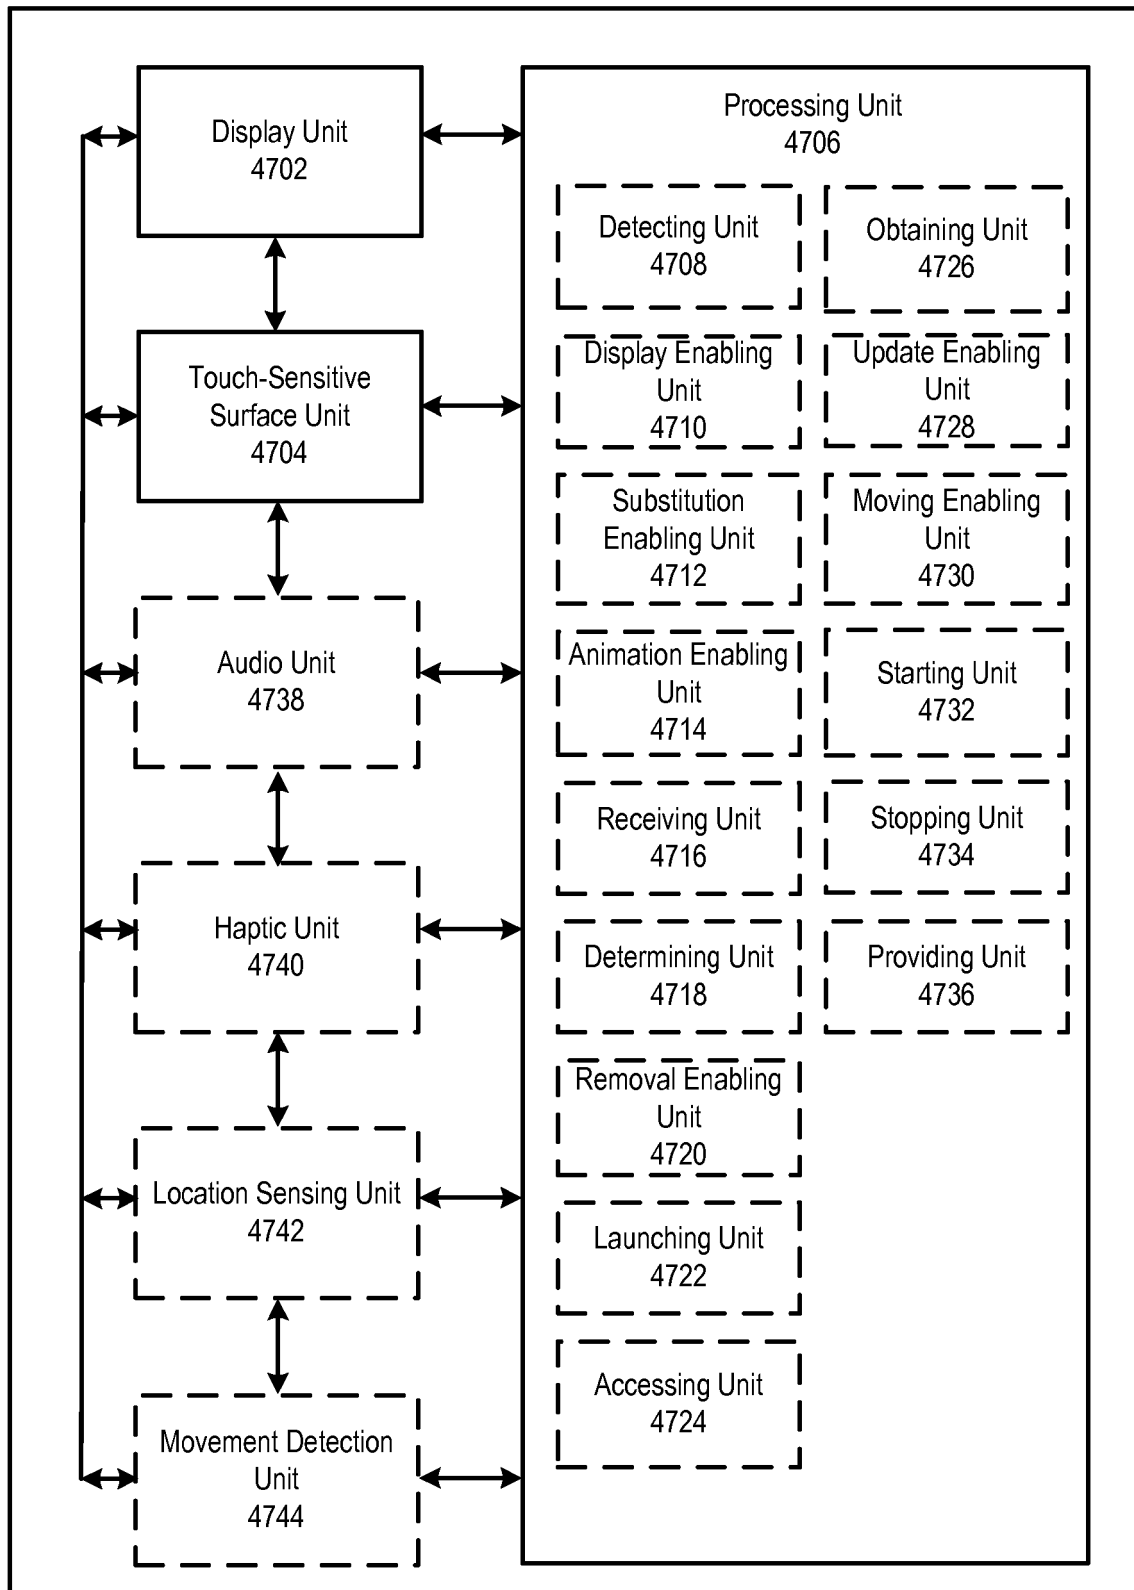 Display Unit
4702
Touch-Sensitive
Surface Unit
4704
Audio Unit
4738
Haptic Unit
4740
Location Sensing Unit
4742
Movement Detection
Unit
4744
Processing Unit
4706
Detecting Unit
4708
Display Enabling
Unit
4710
Substitution
Enabling Unit
4712
Animation Enabling
Unit
4714
Receiving Unit
4716
Determining Unit
4718
Removal Enabling
Unit
4720
Launching Unit
4722
Accessing Unit
4724
Obtaining Unit
4726
Update Enabling
Unit
4728
Moving Enabling
Unit
4730
Starting Unit
4732
Stopping Unit
4734
Providing Unit
4736